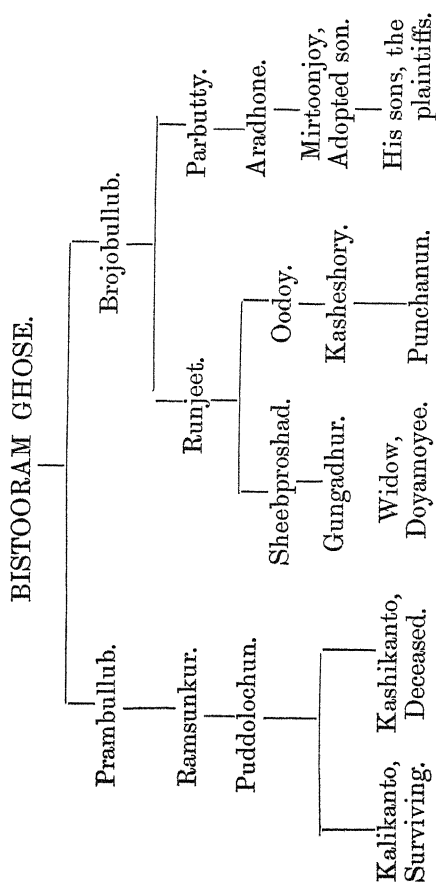 BISTOORAM GHOSE.
Prambullub.
Brojobullub.
Ramsunkur.
Runjeet.
Parbutty.
Puddolochun.
Sheebproshad.
Oodoy.
Aradhone.
Gungadhur.
Kasheshory.
Mirtoonjoy,
Adopted son.
Kalikanto,
Surviving.
Kashikanto,
Deceased.
Widow,
Doyamoyee.
Punchanun.
His sons, the
plaintiffs.